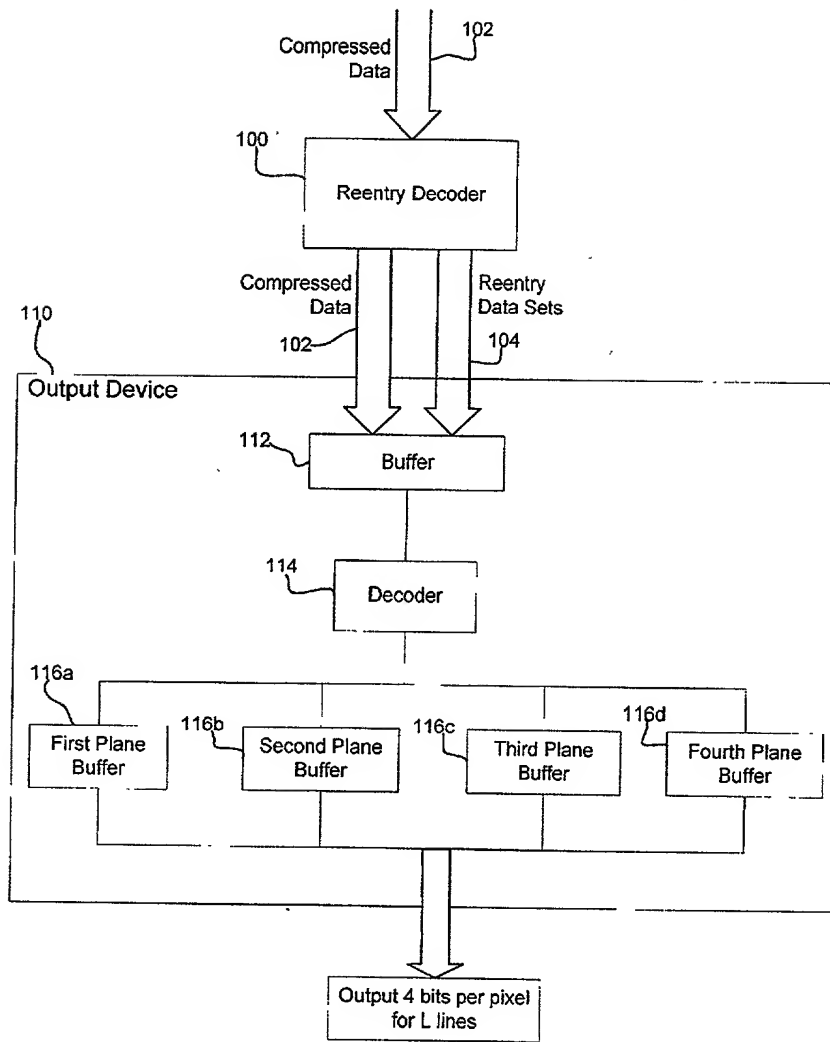 102
Compressed
Data
100
Reentry Decoder
Compressed
Data
Reentry
Data Sets
110
102
104
Output Device
112
Buffer
114
Decoder
116a
116b
116c
116d
First Plane
Buffer
Second Plane
Buffer
Third Plane
Buffer
Fourth Plane
Buffer
Output 4 bits per pixel
for L lines